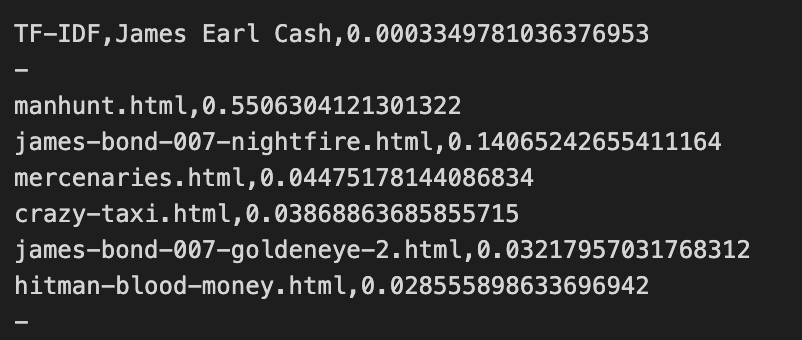 TF-IDF,James Earl Cash,0.0003349781036376953
–
manhunt.html,0.5506304121301322
james-bond-007-nightfire.html,0.14065242655411164
mercenaries.html,0.04475178144086834
crazy-taxi.html,0.03868863685855715
james-bond-007-goldeneye-2.html,0.03217957031768312
hitman-blood-money.html,0.028555898633696942
–